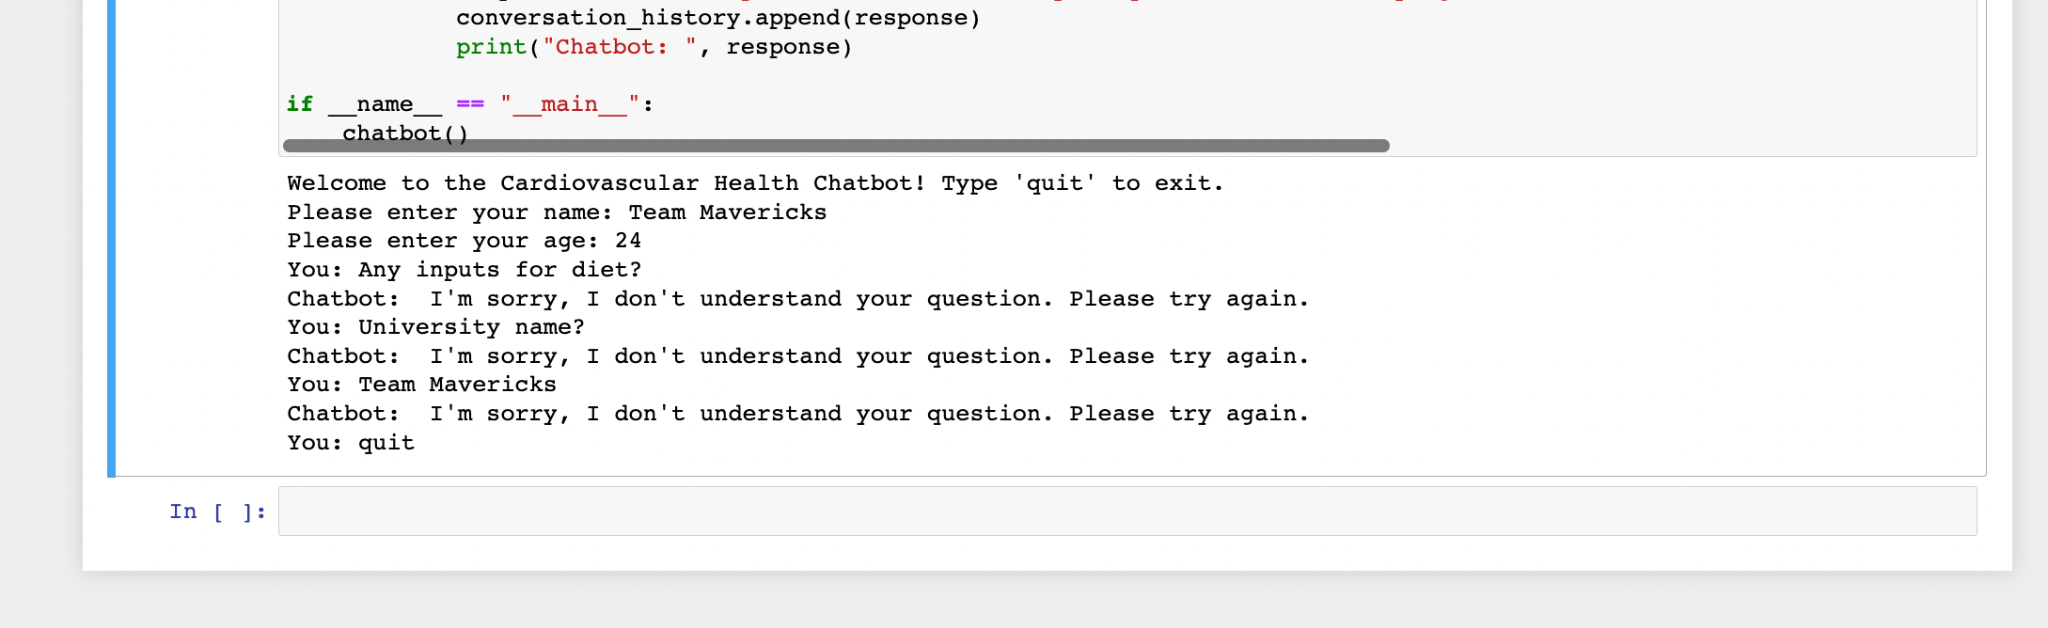 conversation_history.append(response)
print("Chatbot: ", response)
if __name__ == "__main__":
chatbot()
Welcome to the Cardiovascular Health Chatbot! Type 'quit' to exit.
Please enter your name: Team Mavericks
Please enter your age: 24
You: Any inputs for diet?
Chatbot:  I'm sorry, I don't understand your question. Please try again.
You: University name?
Chatbot:  I'm sorry, I don't understand your question. Please try again.
You: Team Mavericks
Chatbot:  I'm sorry, I don't understand your question. Please try again.
You: quit
In [ ]: